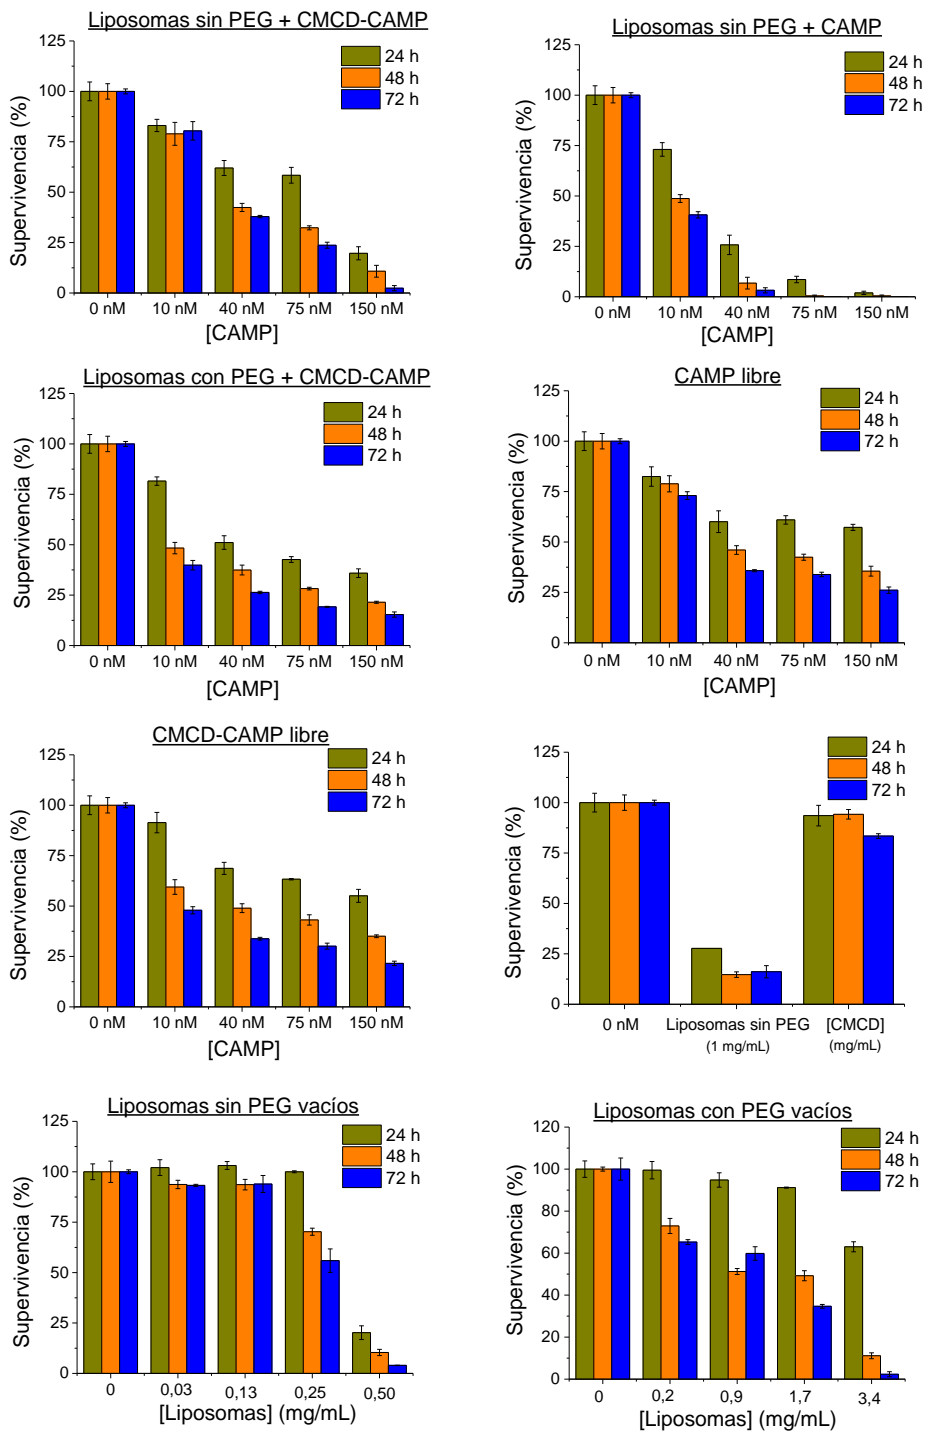 Liposomas sin PEG + CMCD-CAMP
125
100
75
50
25
0
Supervivencia (%)
24 h
48 h
72 h
0 nM 10 nM 40 nM 75 nM 150 nM
[CAMP]
Liposomas sin PEG + CAMP
125
100
75
50
25
0
Supervivencia (%)
24 h
48 h
72 h
0 nM 10 nM 40 nM 75 nM 150 nM
[CAMP]
Liposomas con PEG + CMCD-CAMP
125
100
75
50
25
0
Supervivencia (%)
24 h
48 h
72 h
0 nM 10 nM 40 nM 75 nM 150 nM
[CAMP]
CAMP libre
125
100
75
50
25
0
Supervivencia (%)
24 h
48 h
72 h
0 nM 10 nM 40 nM 75 nM 150 nM
[CAMP]
CMCD-CAMP libre
125
100
75
50
25
0
Supervivencia (%)
24 h
48 h
72 h
0 nM 10 nM 40 nM 75 nM 150 nM
[CAMP]
125
100
75
50
25
0
Supervivencia (%)
24 h
48 h
72 h
0 nM Liposomas sin PEG [CMCD]
(1 mg/mL) (mg/mL)
Liposomas sin PEG vacíos
125
100
75
50
25
0
Supervivencia (%)
24 h
48 h
72 h
0 0,03 0,13 0,25 0,50
[Liposomas] (mg/mL)
Liposomas con PEG vacíos
120
100
80
60
40
20
0
Supervivencia (%)
24 h
48 h
72 h
0 0,2 0,9 1,7 3,4
[Liposomas] (mg/mL)